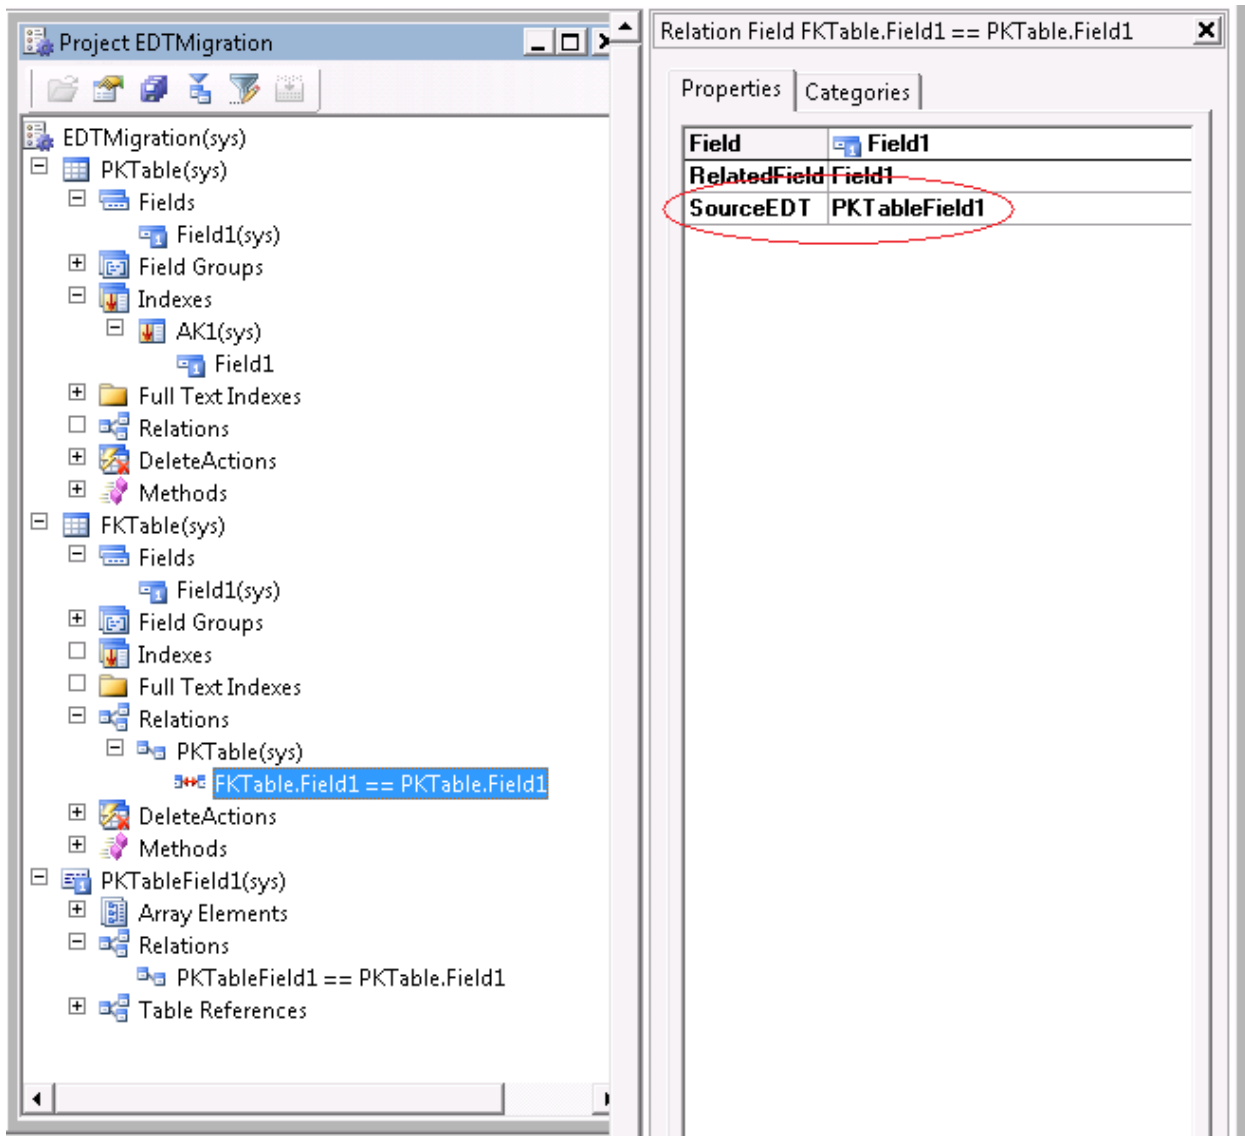 Project EDTMigration
EDTMigration(sys)
PKTable(sys)
Fields
Field1(sys)
Field Groups
Indexes
AK1(sys)
Field1
Full Text Indexes
Relations
DeleteActions
Methods
FKTable(sys)
Fields
Field1(sys)
Field Groups
Indexes
Full Text Indexes
Relations
PKTable(sys)
FKTable.Field1 == PKTable.Field1
DeleteActions
Methods
PKTableField1(sys)
Array Elements
Relations
PKTableField1 == PKTable.Field1
Table References
Relation Field FKTable.Field1 == PKTable.Field1
Properties Categories
Field Field1
RelatedField Field1
SourceEDT PKTableField1